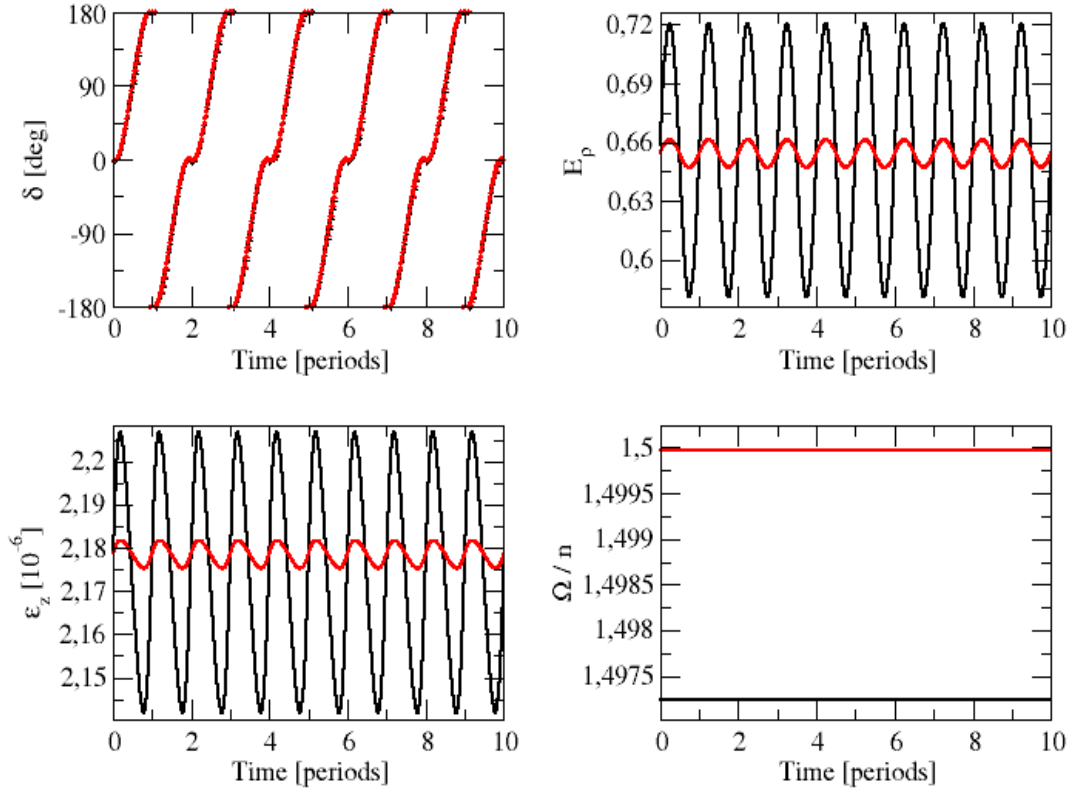 180
90
0
-90
-180
δ [deg]
0 2 4 6 8 10
Time [periods]
0,72
0,69
0,66
0,63
0,6
E_p
0 2 4 6 8 10
Time [periods]
2,2
2,19
2,18
2,17
2,16
2,15
ε_z [10^-6]
0 2 4 6 8 10
Time [periods]
1,5
1,4995
1,499
1,4985
1,498
1,4975
Ω / n
0 2 4 6 8 10
Time [periods]